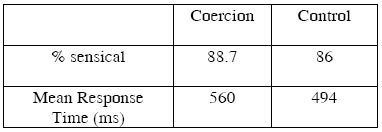 Coercion Control
% sensical 88.7 86
Mean Response 560 494
Time (ms)